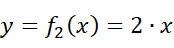 y = f₂(x) = 2 · x